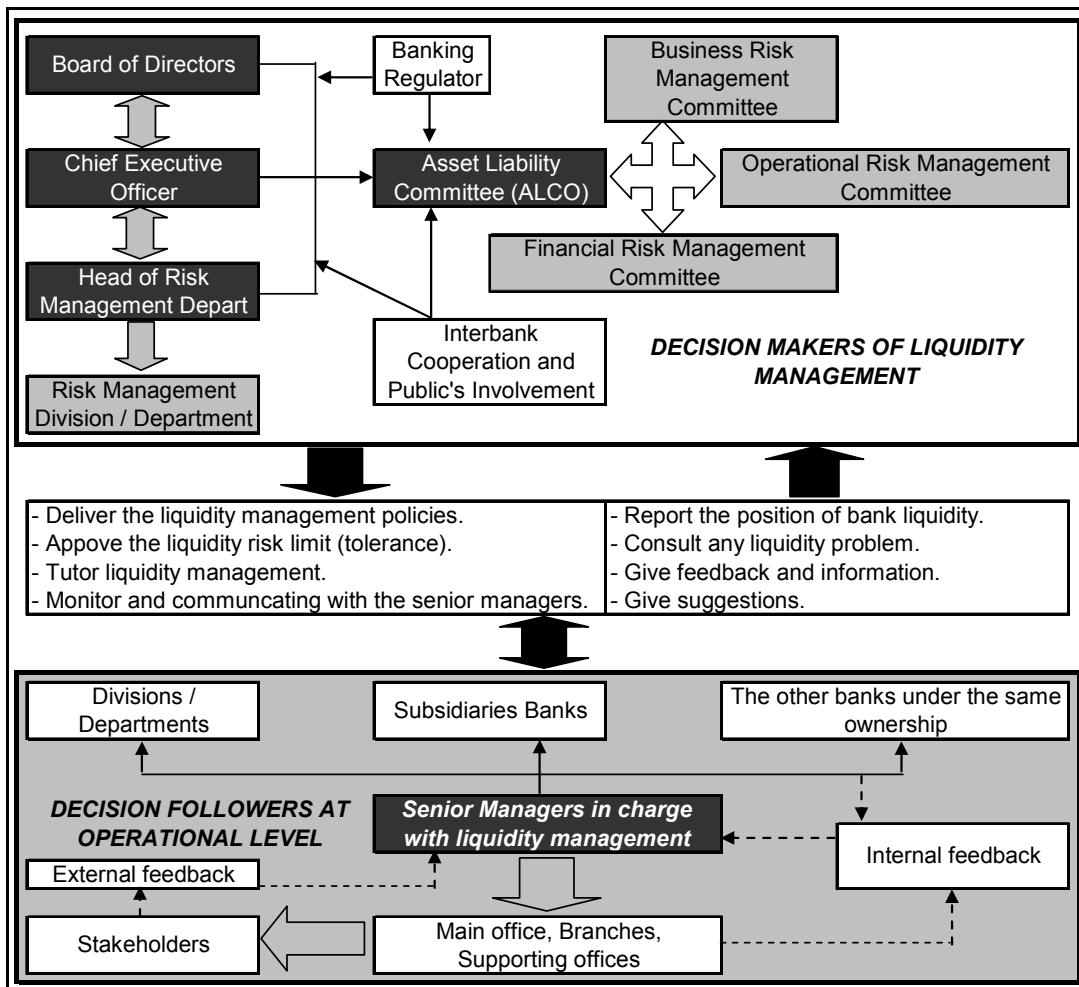 Board of Directors
Banking
Regulator
Business Risk
Management
Committee
Chief Executive
Officer
Asset Liability
Committee (ALCO)
Operational Risk Management
Committee
Head of Risk
Management Depart
Financial Risk Management
Committee
Interbank
Cooperation and
Public's Involvement
DECISION MAKERS OF LIQUIDITY
MANAGEMENT
Risk Management
Division / Department
- Deliver the liquidity management policies.
- Appove the liquidity risk limit (tolerance).
- Tutor liquidity management.
- Monitor and communcating with the senior managers.
- Report the position of bank liquidity.
- Consult any liquidity problem.
- Give feedback and information.
- Give suggestions.
Divisions /
Departments
Subsidiaries Banks
The other banks under the same
ownership
DECISION FOLLOWERS AT
OPERATIONAL LEVEL
Senior Managers in charge
with liquidity management
Internal feedback
External feedback
Stakeholders
Main office, Branches,
Supporting offices